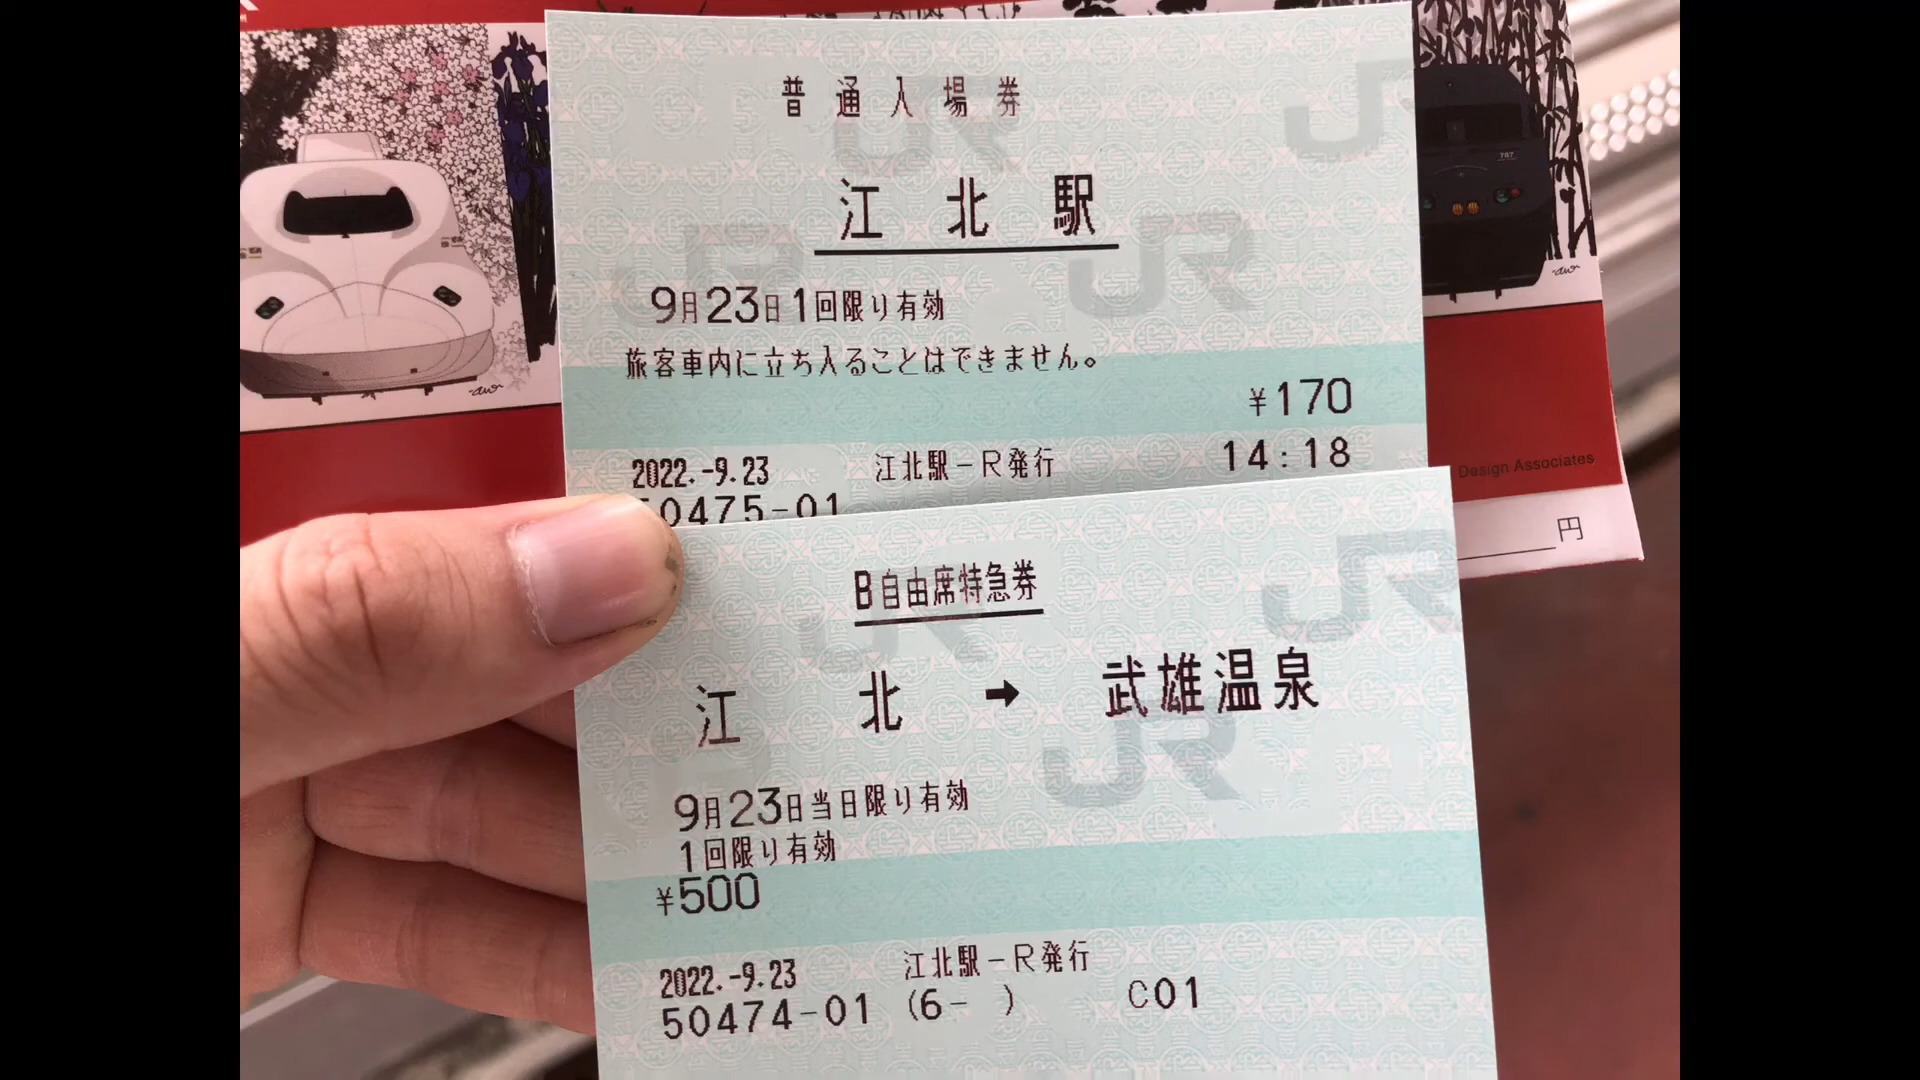 普通入場券
江北駅
9月23日1回限り有効
旅客車内に立ち入ることはできません。
¥170
2022.-9.23 江北駅-R発行 14:18
0475-01
Design Associates
円
787
B自由席特急券
江北→武雄温泉
9月23日当日限り有効
1回限り有効
¥500
2022.-9.23 江北駅-R発行
50474-01 (6- ) C01